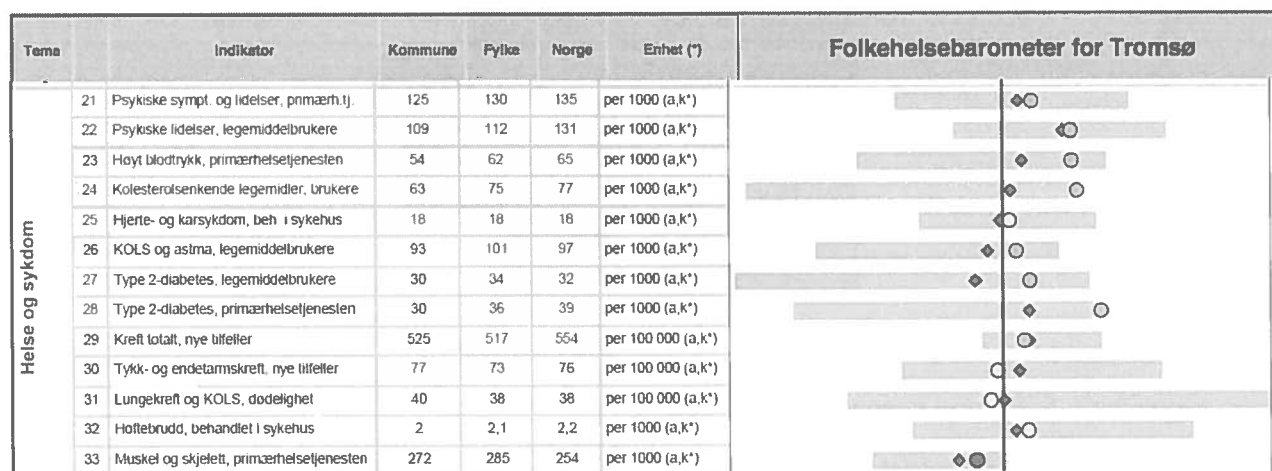 Tema Indikator Kommune Fylke Norge Enhet (*) Folkehelsebarometer for Tromsø
Helse og sykdom
21 Psykiske sympt. og lidelser, primærh.tj. 125 130 135 per 1000 (a,k*)
22 Psykiske lidelser, legemiddelbrukere 109 112 131 per 1000 (a,k*)
23 Høyt blodtrykk, primærhelsetjenesten 54 62 65 per 1000 (a,k*)
24 Kolesterolsenkende legemidler, brukere 63 75 77 per 1000 (a,k*)
25 Hjerte- og karsykdom, beh i sykehus 18 18 18 per 1000 (a,k*)
26 KOLS og astma, legemiddelbrukere 93 101 97 per 1000 (a,k*)
27 Type 2-diabetes, legemiddelbrukere 30 34 32 per 1000 (a,k*)
28 Type 2-diabetes, primærhelsetjenesten 30 36 39 per 1000 (a,k*)
29 Kreft totalt, nye tilfeller 525 517 554 per 100 000 (a,k*)
30 Tykk- og endetarmskreft, nye tilfeller 77 73 76 per 100 000 (a,k*)
31 Lungekreft og KOLS, dødelighet 40 38 38 per 100 000 (a,k*)
32 Hoftebrudd, behandlet i sykehus 2 2,1 2,2 per 1000 (a,k*)
33 Muskel og skjelett, primærhelsetjenesten 272 285 254 per 1000 (a,k*)